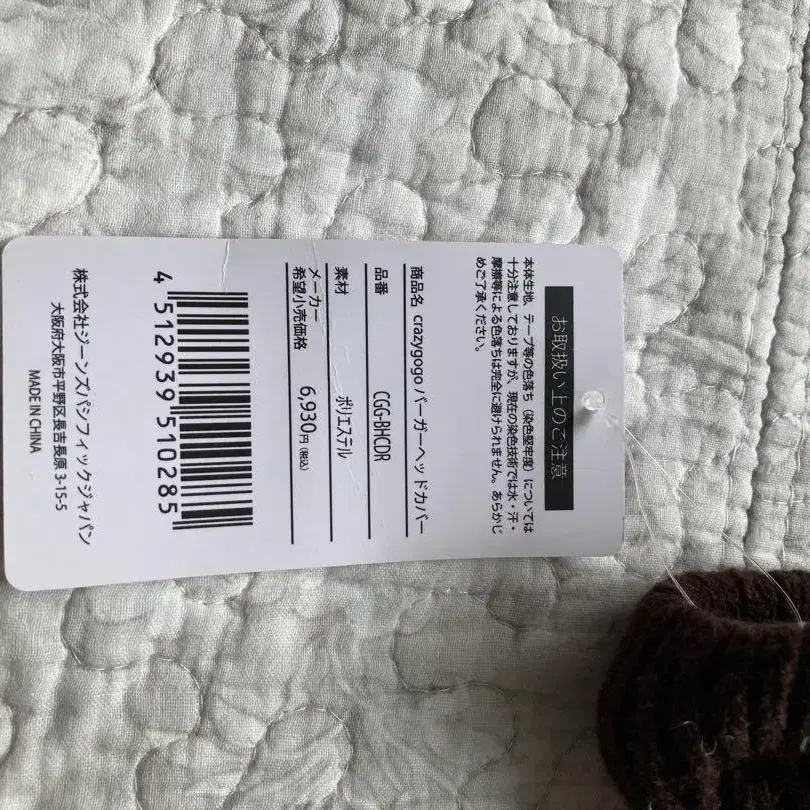 お取扱い上のご注意
本体生地、テープ等の色落ち（染色堅牢度）については
十分注意しておりますが、現在の染色技術では水・汗・
摩擦等による色落ちは完全に避けられません。あらかじ
めご了承ください。
商品名 crazygogo バーガーヘッドカバー
品番 CGG-BHCDR
素材 ポリエステル
メーカー
希望小売価格 6,930円(税込)
4 512939 510285
株式会社ジーンズパシフィックジャパン
大阪府大阪市平野区長吉長原 3-15-5
MADE IN CHINA